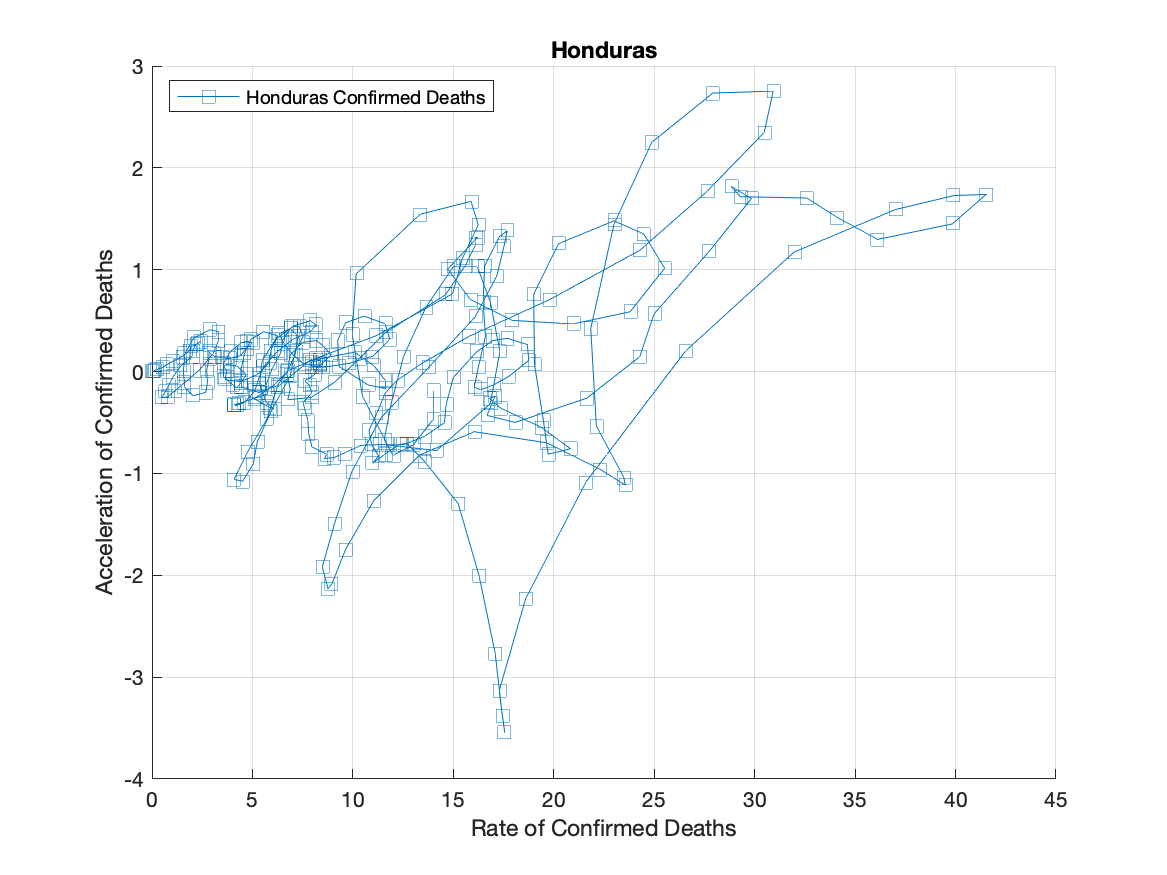 Honduras
Honduras Confirmed Deaths
3
2
1
0
-1
-2
-3
-4
Acceleration of Confirmed Deaths
0 5 10 15 20 25 30 35 40 45
Rate of Confirmed Deaths